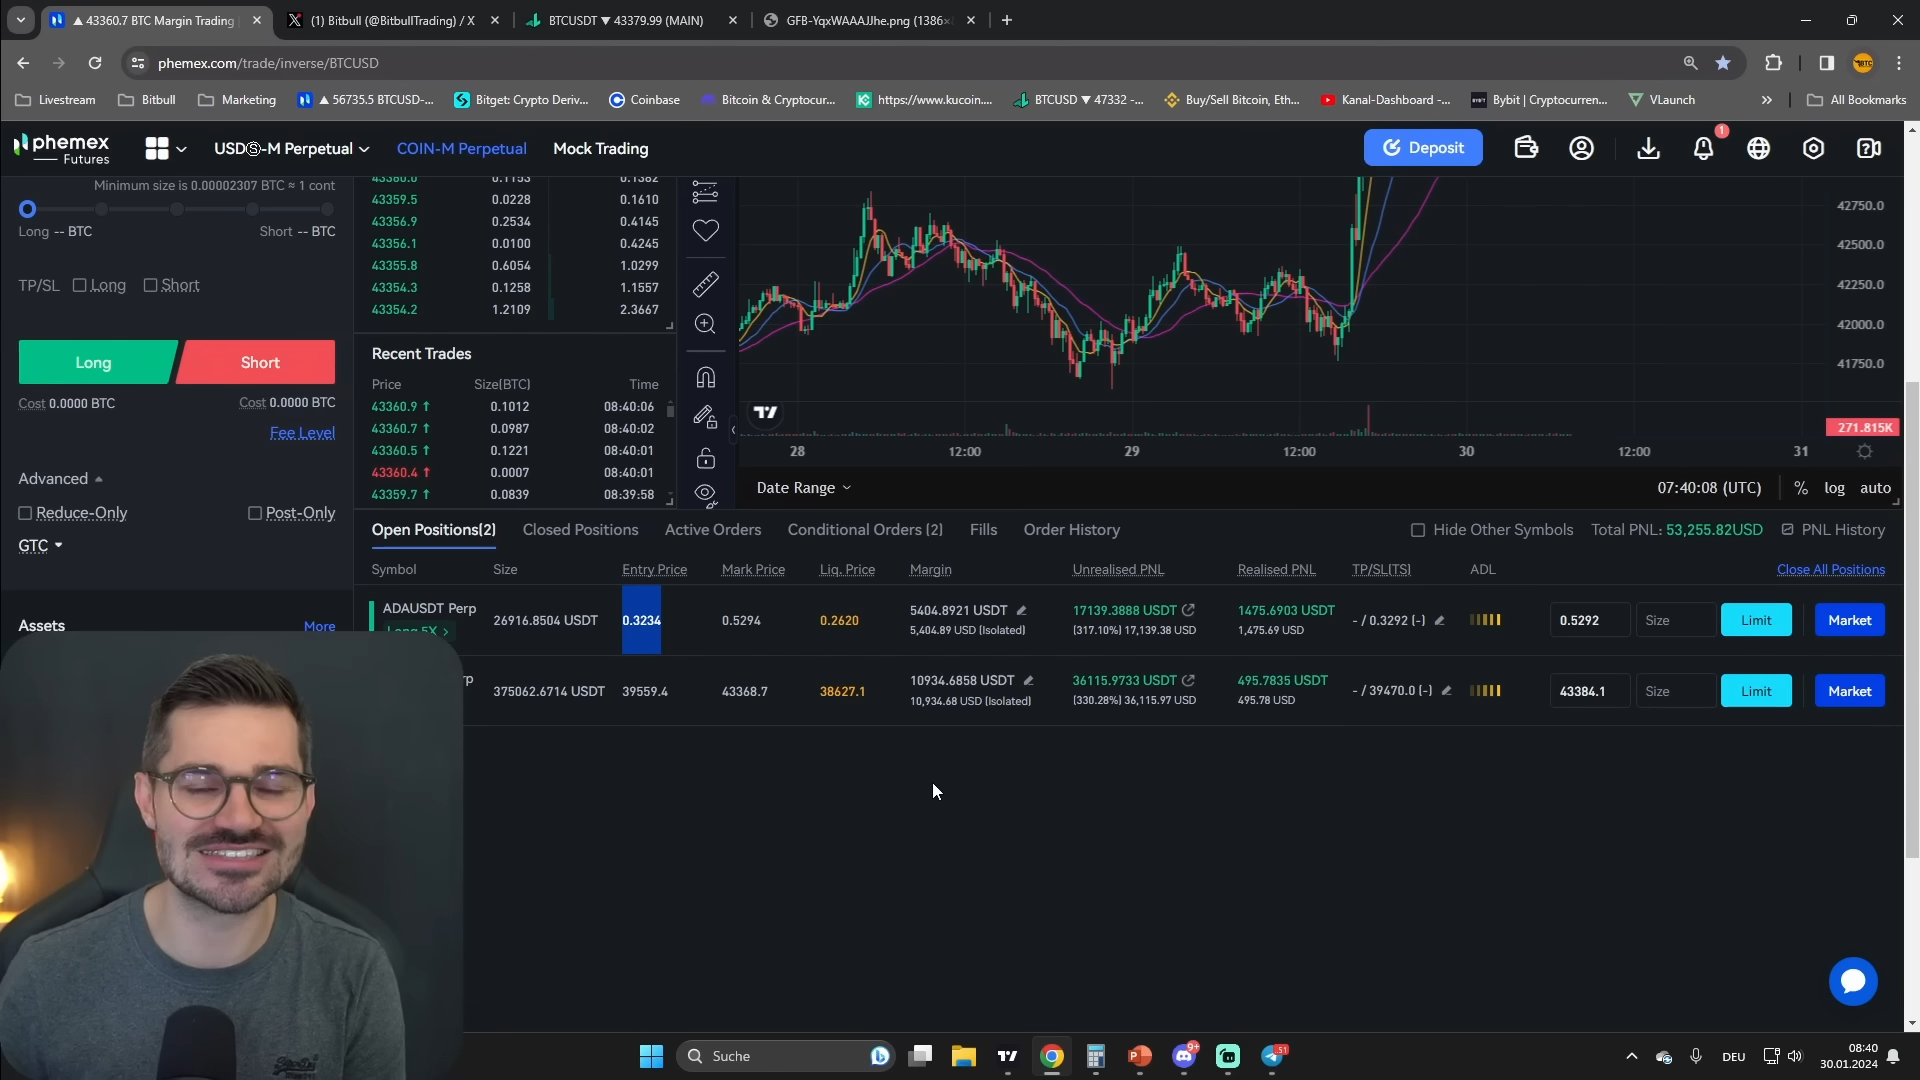 ▲ 43360.7 BTC Margin Trading
(1) Bitbull (@BitbullTrading) / X
BTCUSDT ▼ 43379.99 (MAIN)
GFB-YqxWAAAJJhe.png (1386×
phemex.com/trade/inverse/BTCUSD
Livestream
Bitbull
Marketing
▲ 56735.5 BTCUSD-...
Bitget: Crypto Deriv...
Coinbase
Bitcoin & Cryptocur...
https://www.kucoin....
BTCUSD ▼ 47332 -...
Buy/Sell Bitcoin, Eth...
Kanal-Dashboard -...
Bybit | Cryptocurren...
VLaunch
All Bookmarks
phemex
Futures
USDⓈ-M Perpetual
COIN-M Perpetual
Mock Trading
Deposit
1
Minimum size is 0.00002307 BTC ≈ 1 cont
Long -- BTC
Short -- BTC
TP/SL Long Short
Long
Short
Cost 0.0000 BTC
Cost 0.0000 BTC
Fee Level
Advanced
Reduce-Only
Post-Only
GTC
Assets
More
43360.0 0.1153 0.1382
43359.5 0.0228 0.1610
43356.9 0.2534 0.4145
43356.1 0.0100 0.4245
43355.8 0.6054 1.0299
43354.3 0.1258 1.1557
43354.2 1.2109 2.3667
Recent Trades
Price Size(BTC) Time
43360.9 ↑ 0.1012 08:40:06
43360.7 ↑ 0.0987 08:40:02
43360.5 ↑ 0.1221 08:40:01
43360.4 ↑ 0.0007 08:40:01
43359.7 ↑ 0.0839 08:39:58
42750.0
42500.0
42250.0
42000.0
41750.0
271.815K
28 12:00 29 12:00 30 12:00 31
Date Range
07:40:08 (UTC)
% log auto
Open Positions(2)
Closed Positions
Active Orders
Conditional Orders (2)
Fills
Order History
Hide Other Symbols
Total PNL: 53,255.82USD
PNL History
Symbol Size Entry Price Mark Price Liq. Price Margin Unrealised PNL Realised PNL TP/SL(TS) ADL
Close All Positions
ADAUSDT Perp
Long 5X >
26916.8504 USDT 0.3234 0.5294 0.2620
5404.8921 USDT
5,404.89 USD (Isolated)
17139.3888 USDT
(317.10%) 17,139.38 USD
1475.6903 USDT
1,475.69 USD
- / 0.3292 (-)
0.5292 Size Limit Market
rp
375062.6714 USDT 39559.4 43368.7 38627.1
10934.6858 USDT
10,934.68 USD (Isolated)
36115.9733 USDT
(330.28%) 36,115.97 USD
495.7835 USDT
495.78 USD
- / 39470.0 (-)
43384.1 Size Limit Market
Suche
9+
51
DEU
08:40
30.01.2024